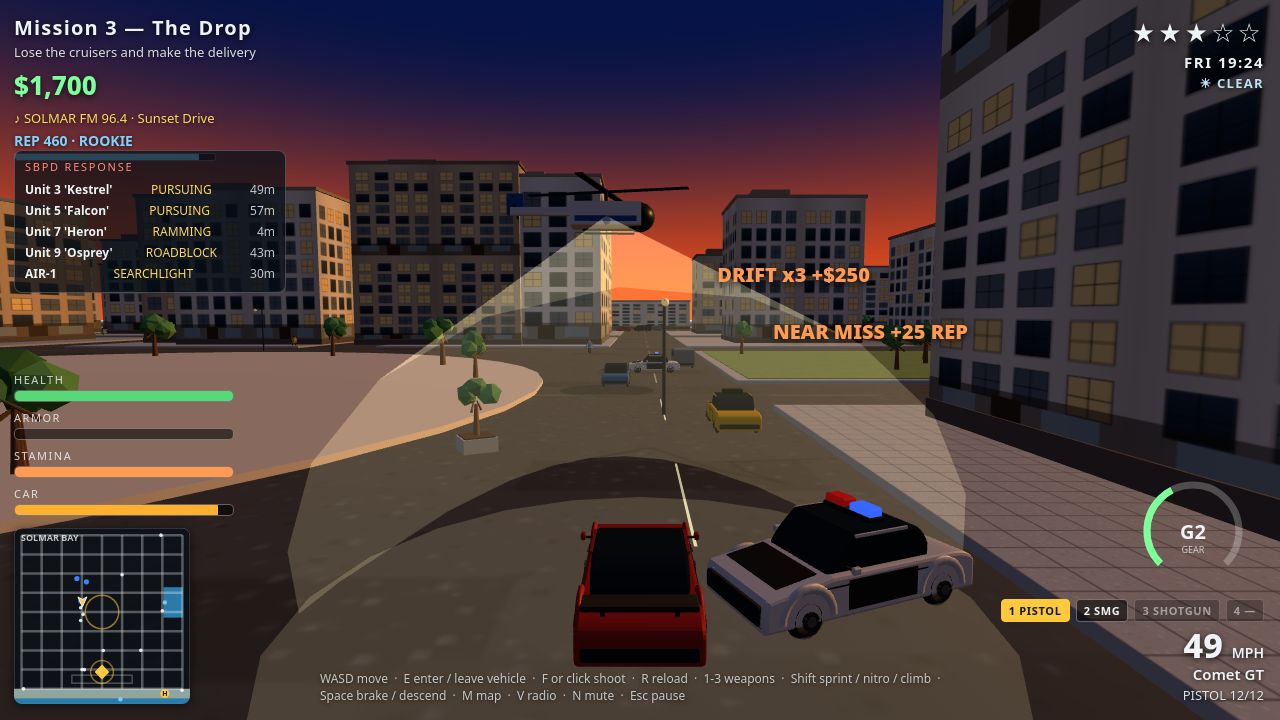 Mission 3 — The Drop
Lose the cruisers and make the delivery
$1,700
♪ SOLMAR FM 96.4 · Sunset Drive
REP 460 · ROOKIE
SBPD RESPONSE
Unit 3 'Kestrel' PURSUING 49m
Unit 5 'Falcon' PURSUING 57m
Unit 7 'Heron' RAMMING 4m
Unit 9 'Osprey' ROADBLOCK 43m
AIR-1 SEARCHLIGHT 30m
★ ★ ★ ☆ ☆
FRI 19:24
☀ CLEAR
DRIFT x3 +$250
NEAR MISS +25 REP
HEALTH
ARMOR
STAMINA
CAR
SOLMAR BAY
H
G2
GEAR
1 PISTOL 2 SMG 3 SHOTGUN 4 —
49 MPH
Comet GT
PISTOL 12/12
WASD move · E enter / leave vehicle · F or click shoot · R reload · 1-3 weapons · Shift sprint / nitro / climb ·
Space brake / descend · M map · V radio · N mute · Esc pause